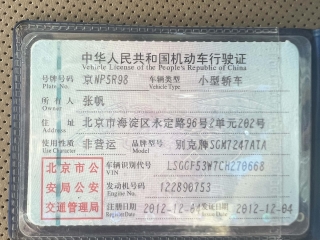 中华人民共和国机动车行驶证
Vehicle License of the People's Republic of China
号牌号码 京NP5R98 车辆类型 小型轿车
Plate No. Vehicle Type
所有人 张帆
Owner
住址 北京市海淀区永定路96号2单元202号
Address
使用性质 非营运 品牌型号 别克牌SGM7247ATA
Use Character Model
车辆识别代号 LSGGF53W7CH270668
VIN
发动机号码 122890753
Engine No.
注册日期 2012-12-04 发证日期 2012-12-04
Register Date Issue Date
北京市公
安局公安
交通管理局